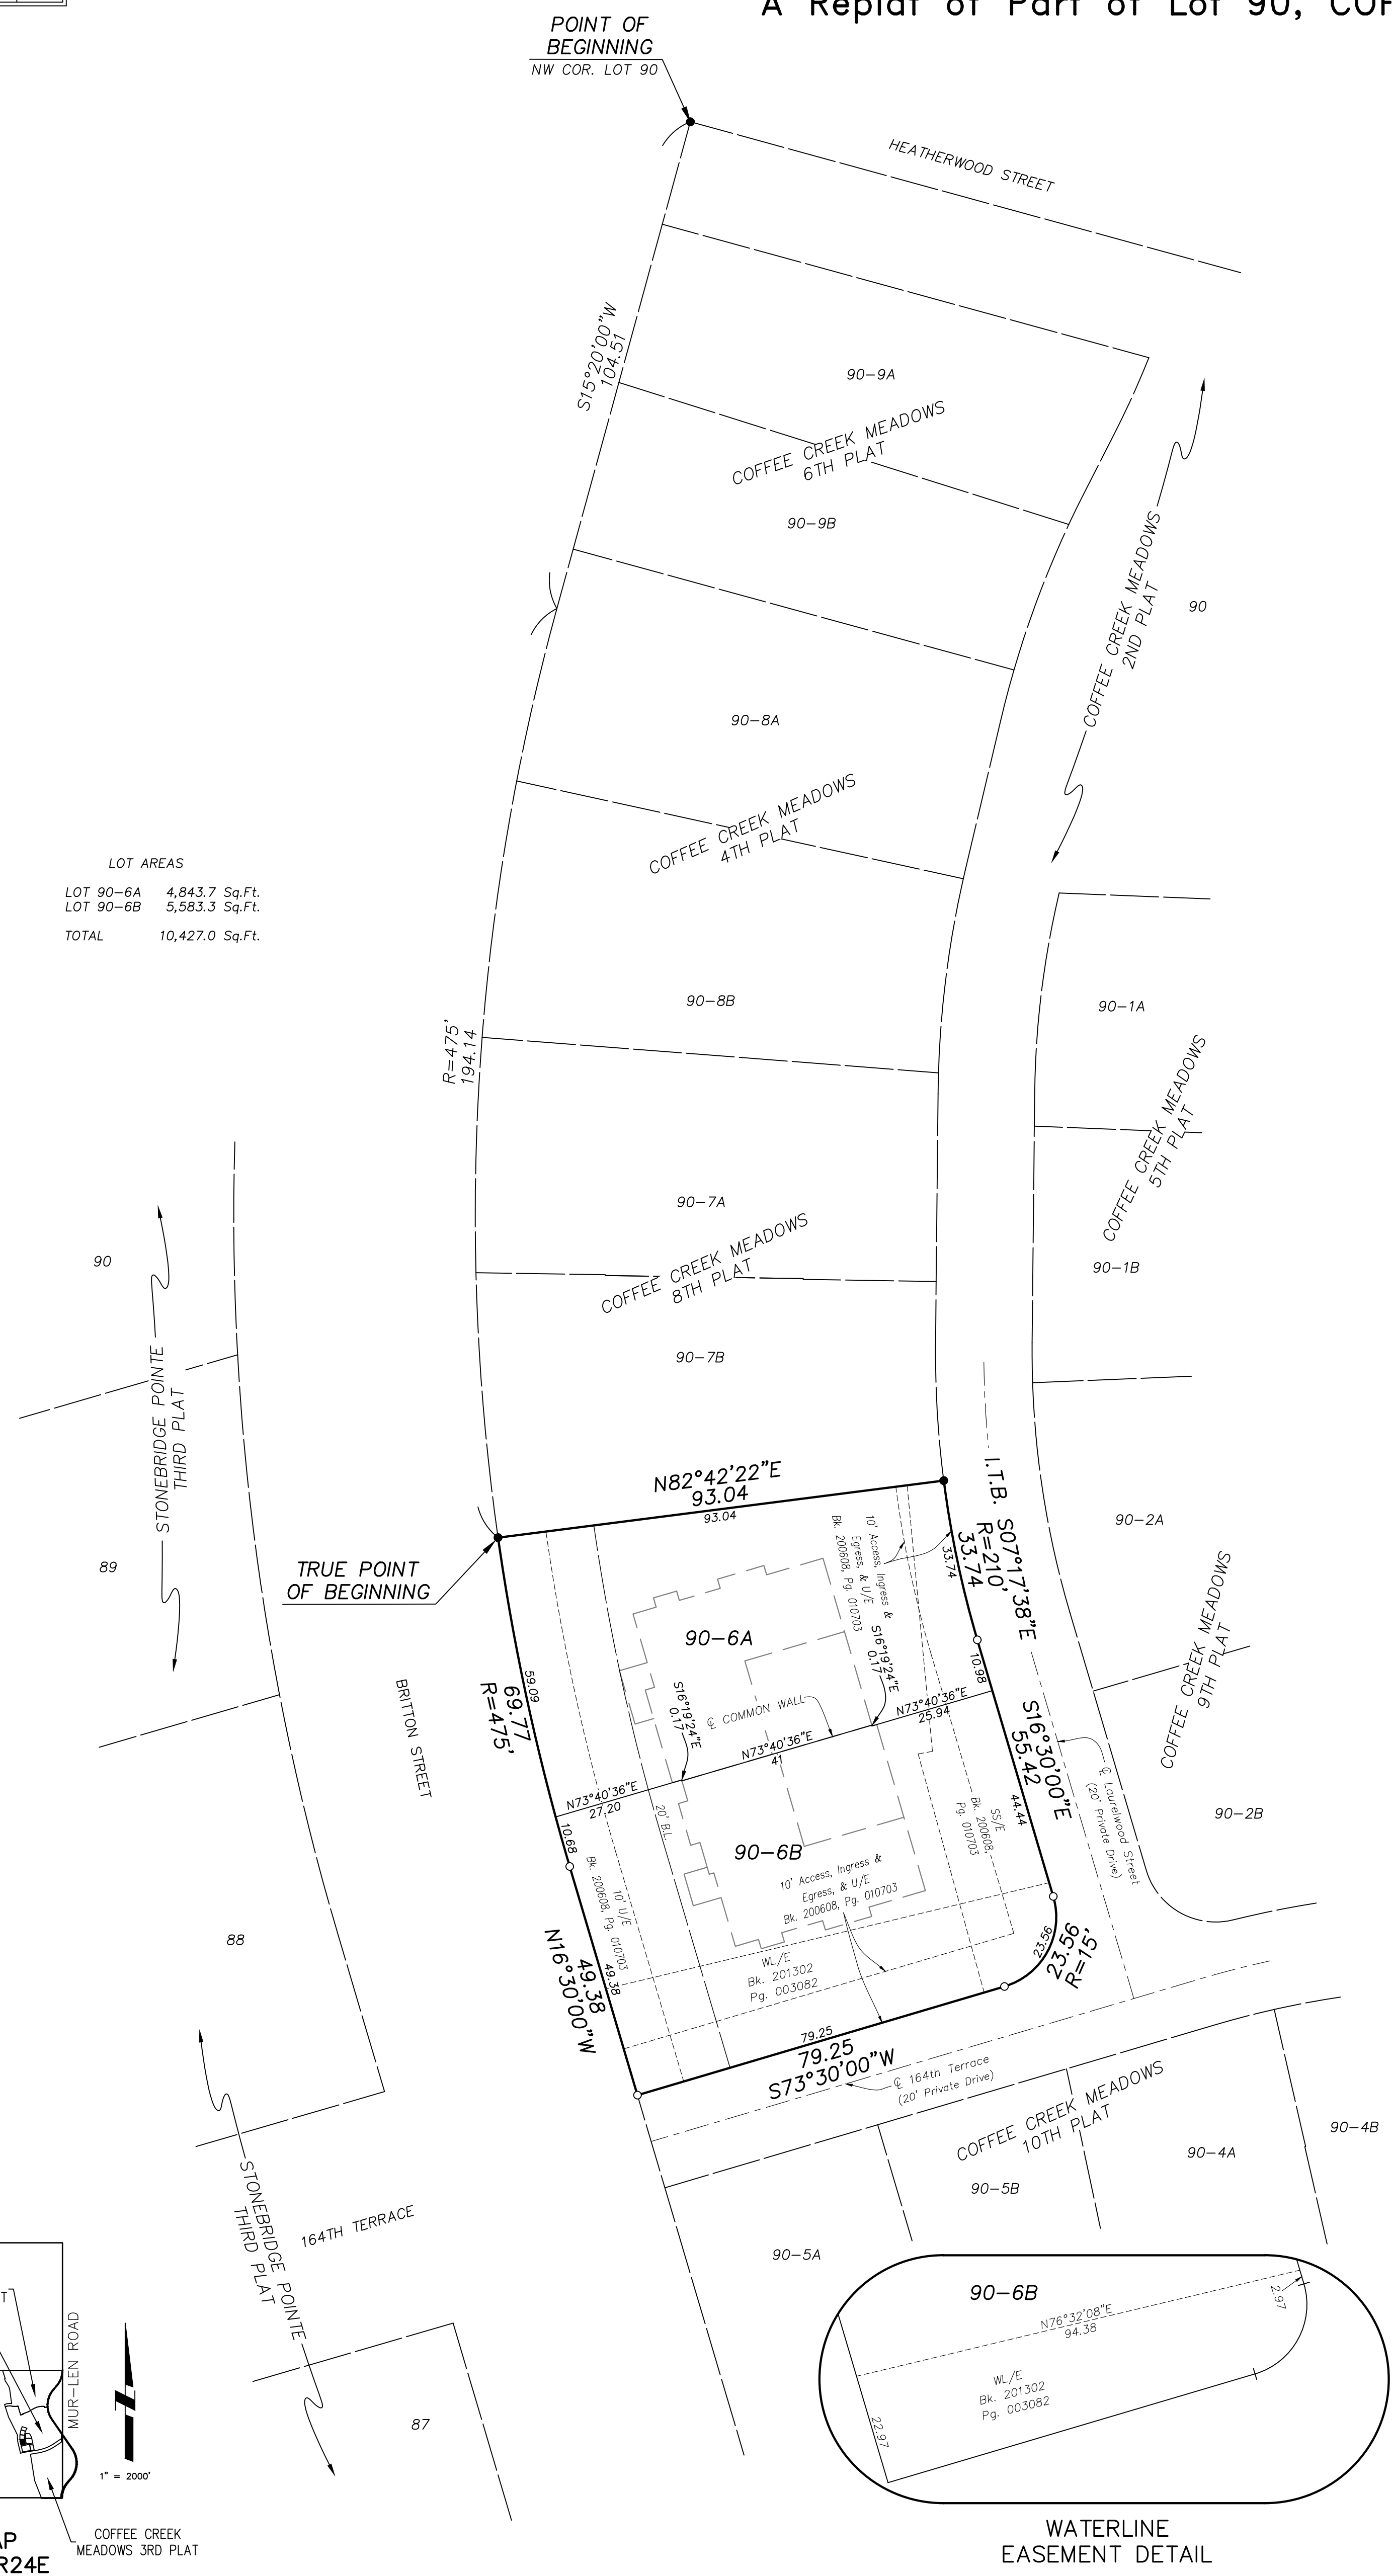 A Replat of Part of Lot 90,
POINT OF
BEGINNING
NW COR. LOT 90
HEATHERWOOD STREET
S15°20'00"W
104.51
90-9A
COFFEE CREEK MEADOWS
6TH PLAT
90-9B
COFFEE CREEK MEADOWS
2ND PLAT
90
90-8A
COFFEE CREEK MEADOWS
4TH PLAT
LOT AREAS
LOT 90-6A 4,843.7 Sq.Ft.
LOT 90-6B 5,583.3 Sq.Ft.
TOTAL 10,427.0 Sq.Ft.
90-8B
90-1A
R=475'
194.14
COFFEE CREEK MEADOWS
5TH PLAT
90-7A
COFFEE CREEK MEADOWS
8TH PLAT
90
90-1B
90-7B
STONEBRIDGE POINTE
THIRD PLAT
N82°42'22"E
93.04
93.04
I.T.B. S07°17'38"E
R=210'
33.74
33.74
90-2A
89
TRUE POINT
OF BEGINNING
10' Access, Ingress &
Egress, & U/E
Bk. 200608, Pg. 010703
COFFEE CREEK MEADOWS
9TH PLAT
90-6A
S16°19'24"E
0.17
10.98
59.09
69.77
R=475'
BRITTON STREET
S16°19'24"E
0.17
℄ COMMON WALL
N73°40'36"E
25.94
N73°40'36"E
41
N73°40'36"E
27.20
S16°30'00"E
55.42
44.44
℄ Laurelwood Street
(20' Private Drive)
20' B.L.
10.68
SS/E
Bk. 200608,
Pg. 010703
90-2B
90-6B
10' Access, Ingress &
Egress, & U/E
Bk. 200608, Pg. 010703
10' U/E
Bk. 200608, Pg. 010703
88
WL/E
Bk. 201302
Pg. 003082
23.56
23.56
R=15'
49.38
49.38
N16°30'00"W
79.25
79.25
S73°30'00"W
℄ 164th Terrace
(20' Private Drive)
COFFEE CREEK MEADOWS
10TH PLAT
90-4B
90-4A
90-5B
90-5A
STONEBRIDGE POINTE
THIRD PLAT
164TH TERRACE
90-6B
N76°32'08"E
94.38
2.97
WL/E
Bk. 201302
Pg. 003082
22.97
87
MUR-LEN ROAD
1" = 2000'
COFFEE CREEK
MEADOWS 3RD PLAT
R24E
WATERLINE
EASEMENT DETAIL